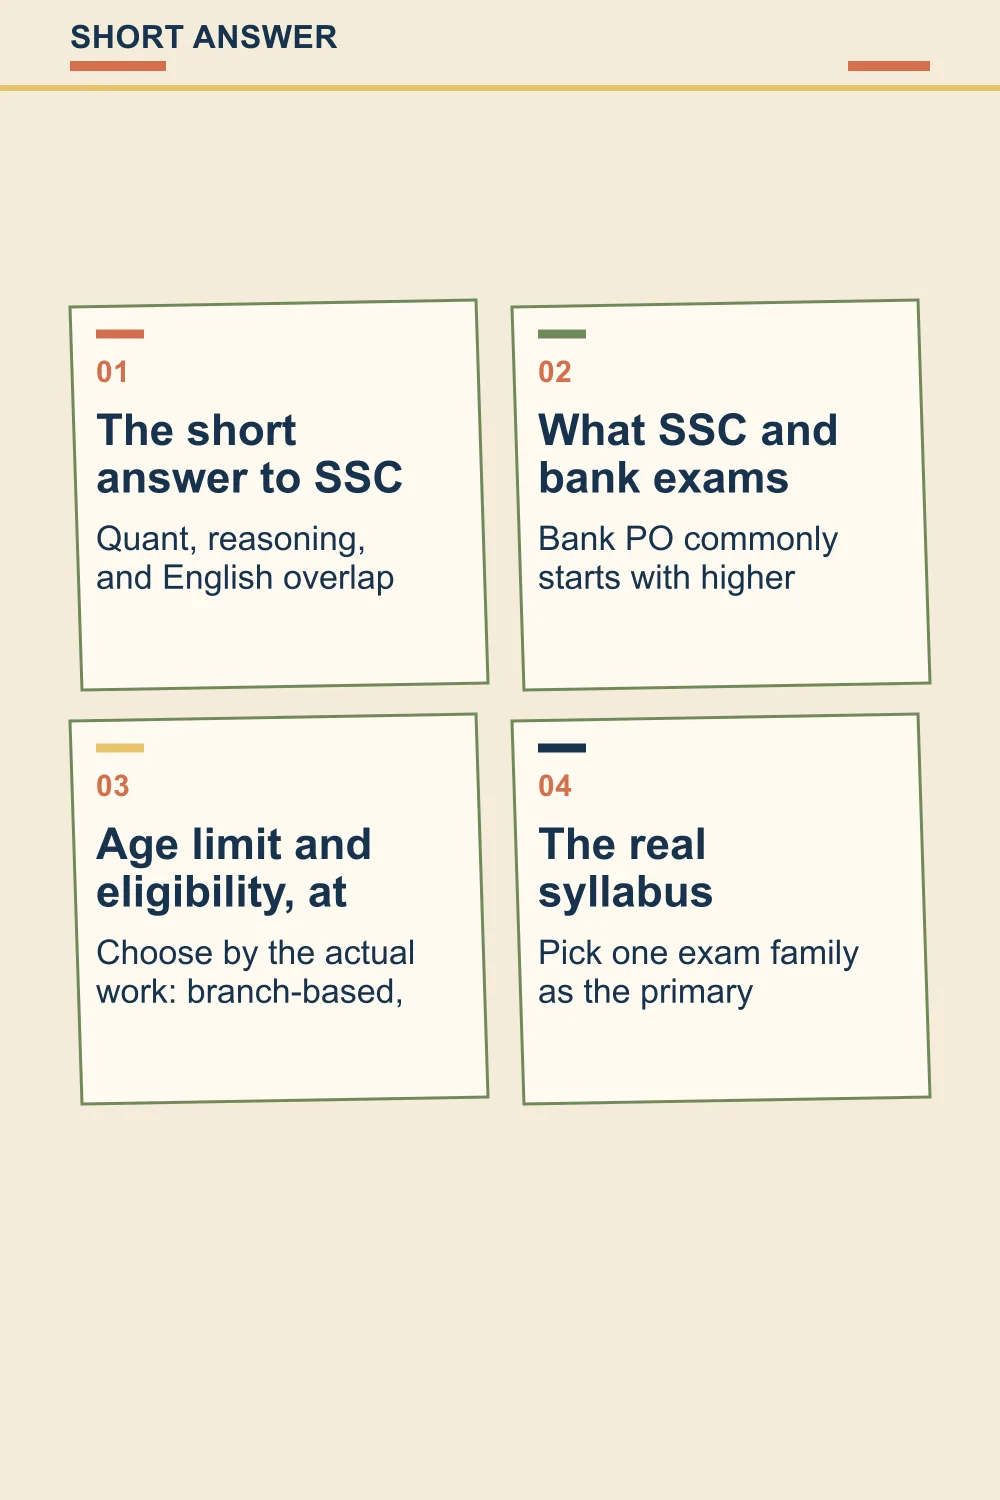 SHORT ANSWER
01
The short
answer to SSC
Quant, reasoning,
and English overlap
02
What SSC and
bank exams
Bank PO commonly
starts with higher
03
Age limit and
eligibility, at
Choose by the actual
work: branch-based,
04
The real
syllabus
Pick one exam family
as the primary